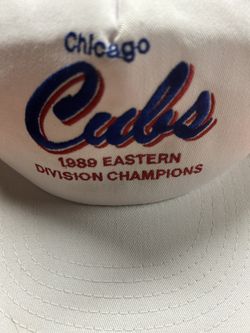 Chicago
Cubs
1989 EASTERN
DIVISION CHAMPIONS